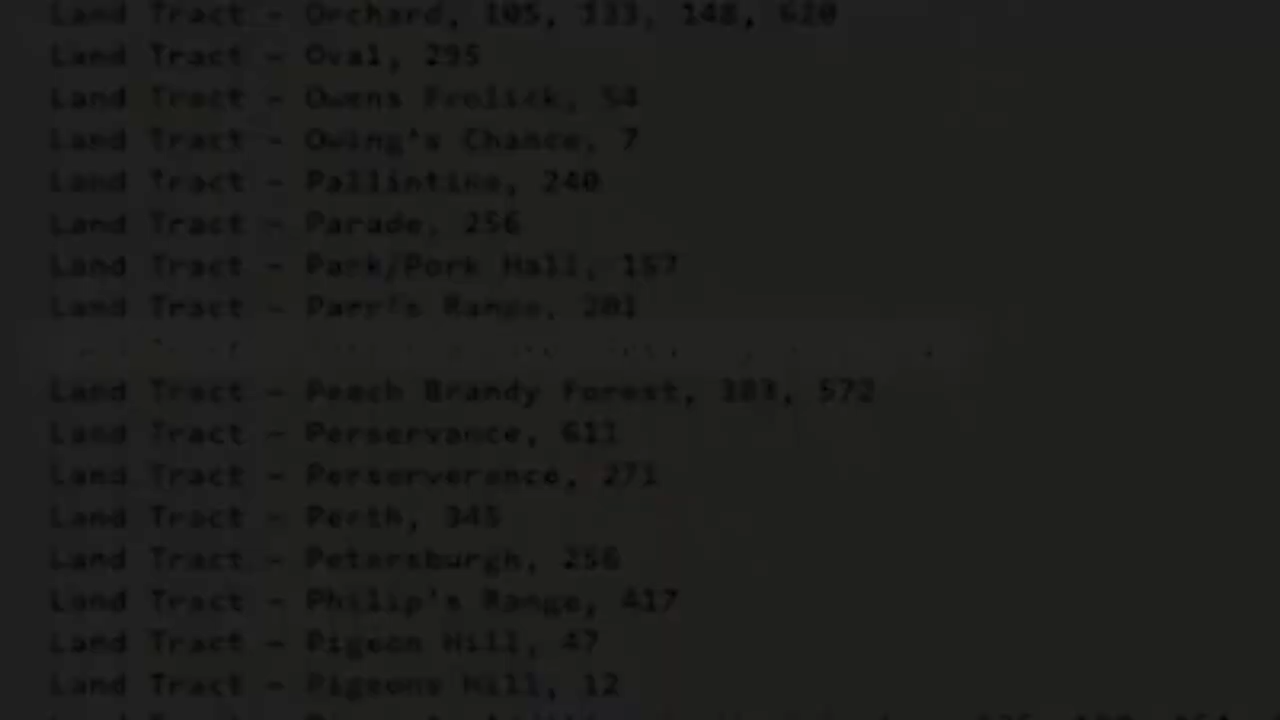 Land Tract - Orchard, 105, 133, 148, 620
Land Tract - Oval, 295
Land Tract - Owens Frolick, 54
Land Tract - Owing's Chance, 7
Land Tract - Pallintine, 240
Land Tract - Parade, 256
Land Tract - Park/Pork Hall, 157
Land Tract - Parr's Range, 201
Land Tract - Peach Brandy Forest, 383, 572
Land Tract - Perservance, 611
Land Tract - Perserverence, 271
Land Tract - Perth, 345
Land Tract - Petersburgh, 256
Land Tract - Philip's Range, 417
Land Tract - Pigeon Hill, 47
Land Tract - Pigeons Hill, 12